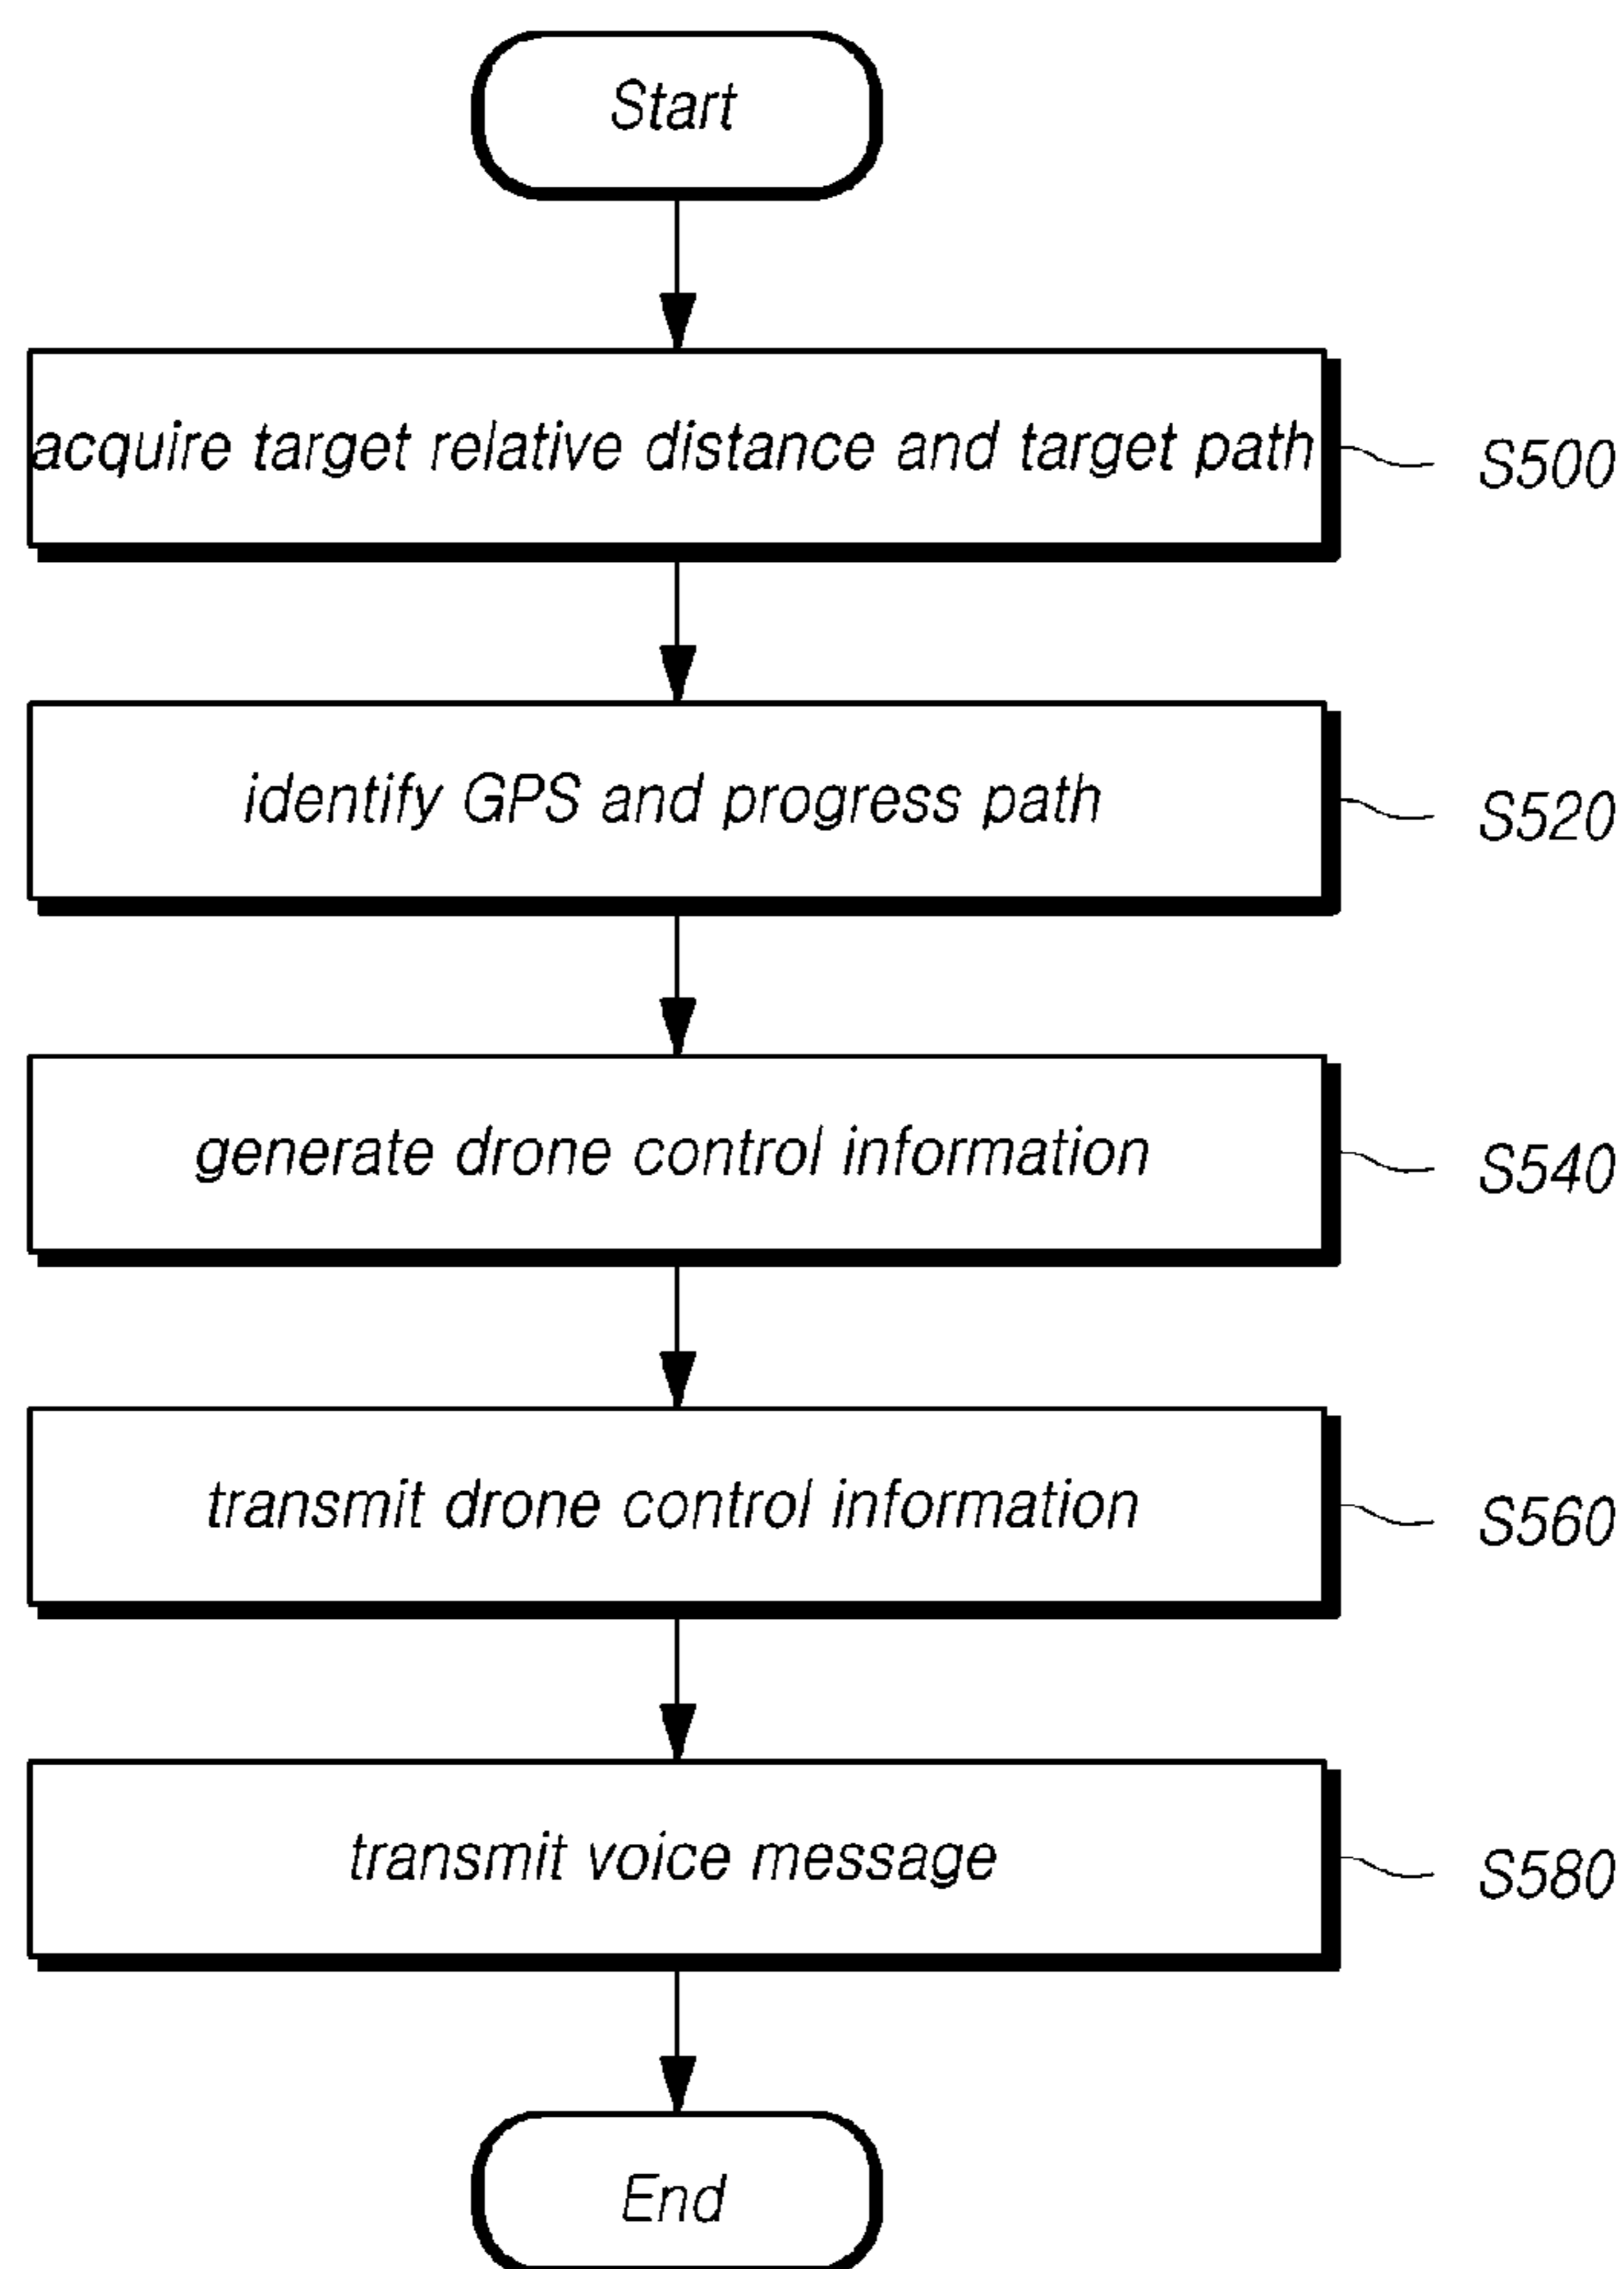 Start
acquire target relative distance and target path
S500
identify GPS and progress path
S520
generate drone control information
S540
transmit drone control information
S560
transmit voice message
S580
End